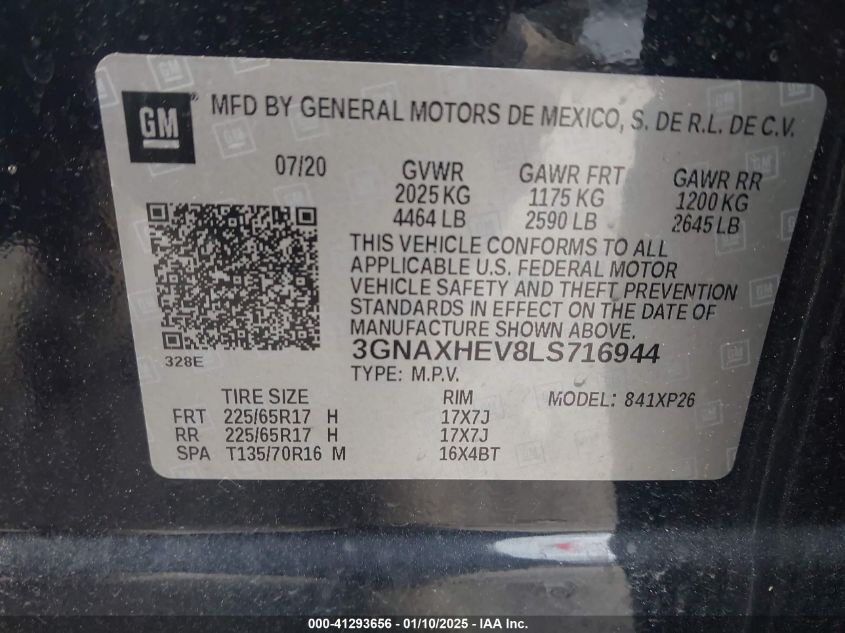 GM
MFD BY GENERAL MOTORS DE MEXICO, S. DE R.L. DE C.V.
07/20 GVWR GAWR FRT GAWR RR
2025 KG 1175 KG 1200 KG
4464 LB 2590 LB 2645 LB
THIS VEHICLE CONFORMS TO ALL
APPLICABLE U.S. FEDERAL MOTOR
VEHICLE SAFETY AND THEFT PREVENTION
STANDARDS IN EFFECT ON THE DATE OF
MANUFACTURE SHOWN ABOVE.
328E
3GNAXHEV8LS716944
TYPE: M.P.V.
TIRE SIZE RIM MODEL: 841XP26
FRT 225/65R17 H 17X7J
RR 225/65R17 H 17X7J
SPA T135/70R16 M 16X4BT
000-41293656 — 01/10/2025 — IAA Inc.